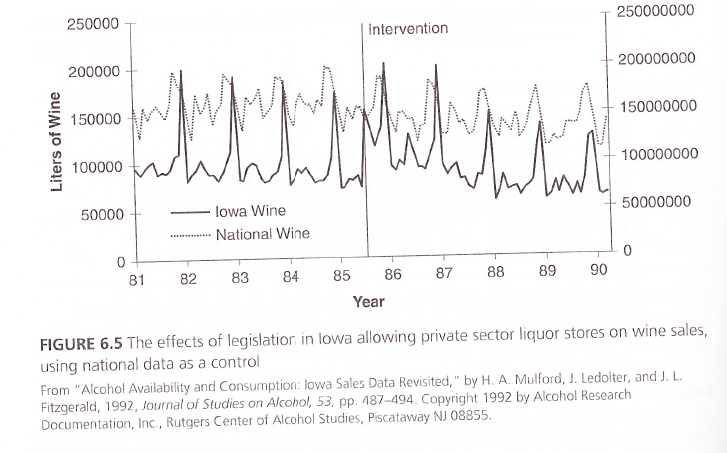 250000
200000
150000
100000
50000
0
Liters of Wine
Intervention
250000000
200000000
150000000
100000000
50000000
0
Iowa Wine
National Wine
81 82 83 84 85 86 87 88 89 90
Year
FIGURE 6.5 The effects of legislation in Iowa allowing private sector liquor stores on wine sales,
using national data as a control
From "Alcohol Availability and Consumption: Iowa Sales Data Revisited," by H. A. Mulford, J. Ledolter, and J. L.
Fitzgerald, 1992, Journal of Studies on Alcohol, 53, pp. 487–494. Copyright 1992 by Alcohol Research
Documentation, Inc., Rutgers Center of Alcohol Studies, Piscataway NJ 08855.